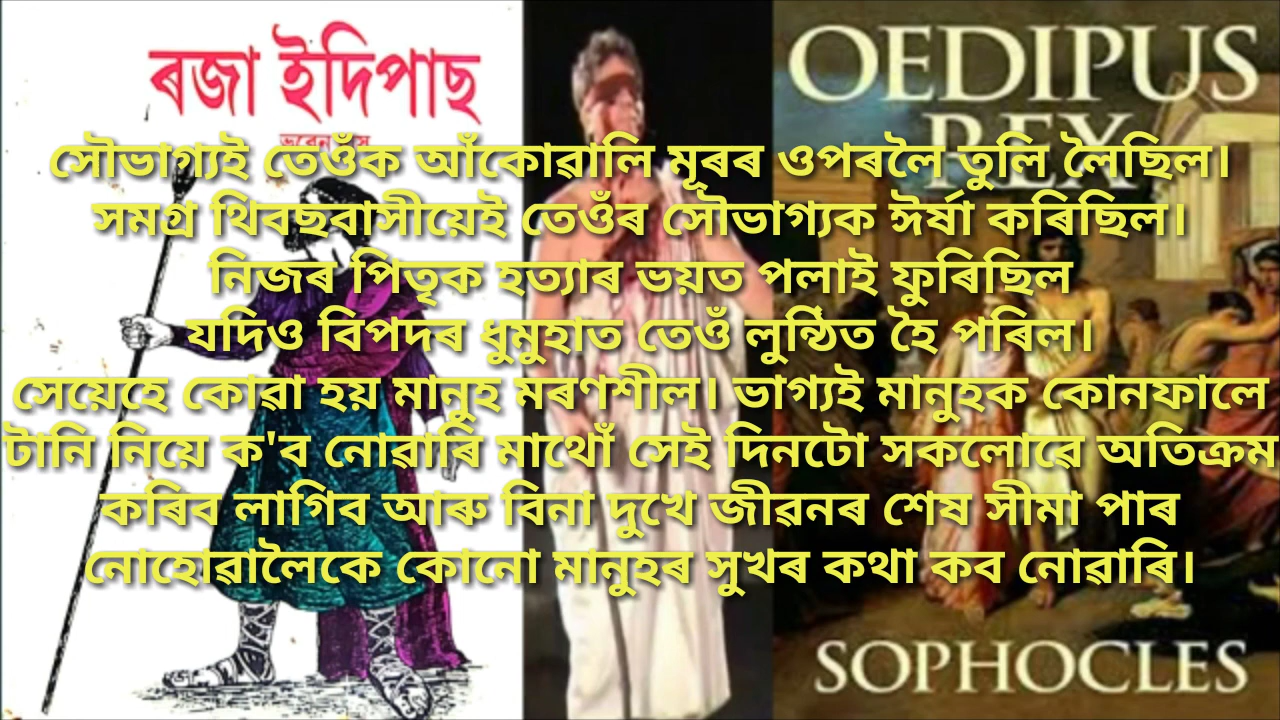 ৰজা ইদিপাছ
OEDIPUS
REX
সৌভাগ্যই তেওঁক আঁকোৱালি মূৰৰ ওপৰলৈ তুলি লৈছিল।
সমগ্ৰ থিবছবাসীয়েই তেওঁৰ সৌভাগ্যক ঈৰ্ষা কৰিছিল।
নিজৰ পিতৃক হত্যাৰ ভয়ত পলাই ফুৰিছিল
যদিও বিপদৰ ধুমুহাত তেওঁ লুন্ঠিত হৈ পৰিল।
সেয়েহে কোৱা হয় মানুহ মৰণশীল। ভাগ্যই মানুহক কোনফালে
টানি নিয়ে ক'ব নোৱাৰি মাথোঁ সেই দিনটো সকলোৱে অতিক্ৰম
কৰিব লাগিব আৰু বিনা দুখে জীৱনৰ শেষ সীমা পাৰ
নোহোৱালৈকে কোনো মানুহৰ সুখৰ কথা কব নোৱাৰি।
SOPHOCLES